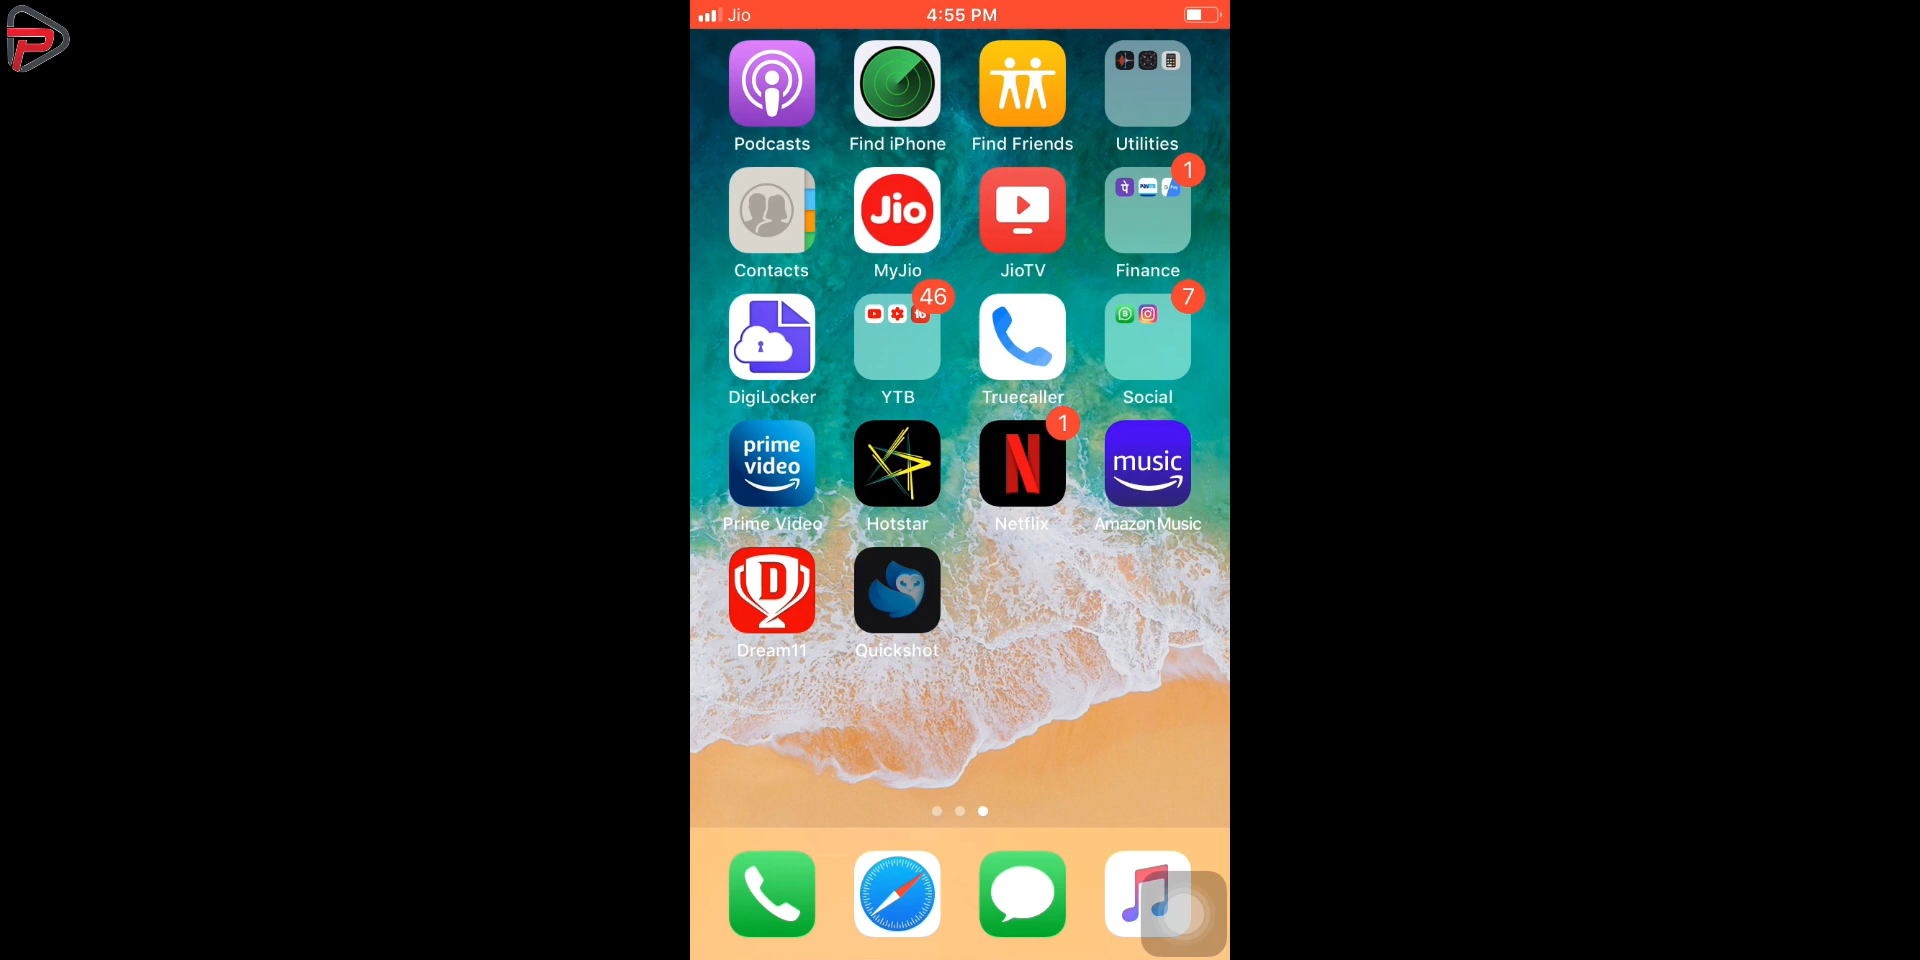 Jio 4:55 PM
Podcasts Find iPhone Find Friends Utilities
1
Jio
Contacts MyJio JioTV Finance
46 7
DigiLocker YTB Truecaller Social
1
prime video
music
Prime Video Hotstar Netflix Amazon Music
D
Dream11 Quickshot